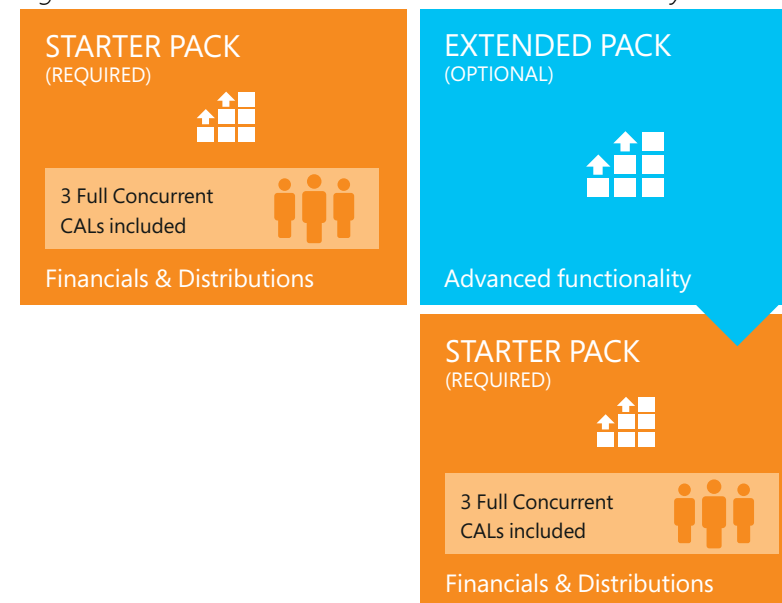 STARTER PACK
(REQUIRED)
3 Full Concurrent
CALs included
Financials & Distributions
EXTENDED PACK
(OPTIONAL)
Advanced functionality
STARTER PACK
(REQUIRED)
3 Full Concurrent
CALs included
Financials & Distributions